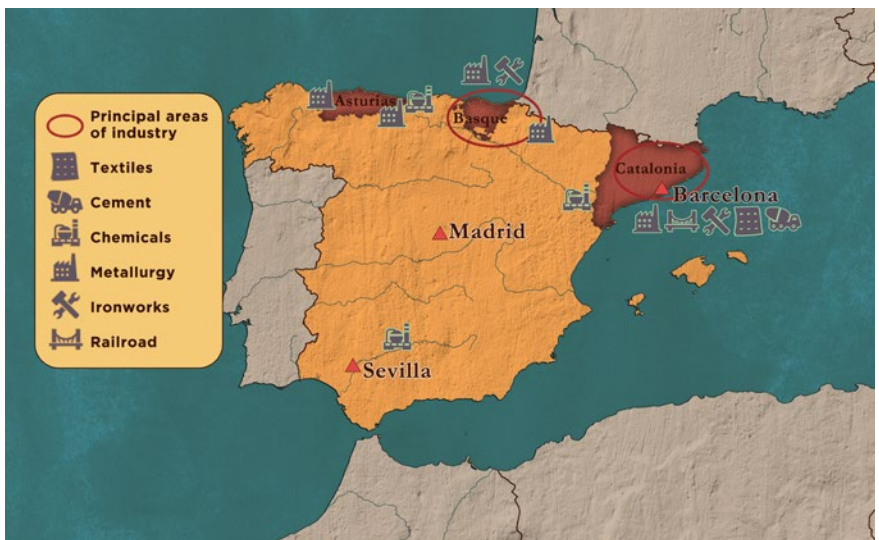 Principal areas
of industry
Textiles
Cement
Chemicals
Metallurgy
Ironworks
Railroad
Asturias
Basque
Catalonia
Barcelona
Madrid
Sevilla